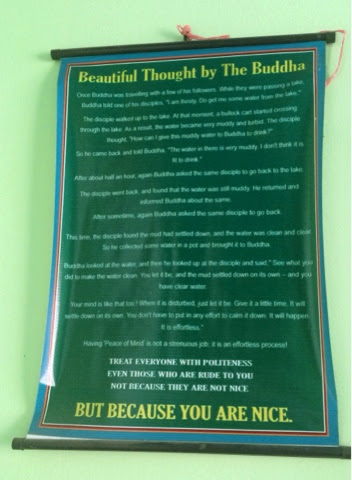 Beautiful Thought by The Buddha
Once Buddha was travelling with a few of his followers. While they were passing a lake,
Buddha told one of his disciples, "I am thirsty. Do get me some water from the lake."
The disciple walked up to the lake. At that moment, a bullock cart started crossing
through the lake. As a result, the water became very muddy and turbid. The disciple
thought, "How can I give this muddy water to Buddha to drink?"
So he came back and told Buddha, "The water in there is very muddy. I don't think it is
fit to drink."
After about half an hour, again Buddha asked the same disciple to go back to the lake.
The disciple went back, and found that the water was still muddy. He returned and
informed Buddha about the same.
After sometime, again Buddha asked the same disciple to go back.
This time, the disciple found the mud had settled down, and the water was clean and clear.
So he collected some water in a pot and brought it to Buddha.
Buddha looked at the water, and then he looked up at the disciple and said," See what you
did to make the water clean. You let it be, and the mud settled down on its own – and you
have clear water.
Your mind is like that too! When it is disturbed, just let it be. Give it a little time. It will
settle down on its own. You don't have to put in any effort to calm it down. It will happen.
It is effortless."
Having 'Peace of Mind' is not a strenuous job; it is an effortless process!
TREAT EVERYONE WITH POLITENESS
EVEN THOSE WHO ARE RUDE TO YOU
NOT BECAUSE THEY ARE NOT NICE
BUT BECAUSE YOU ARE NICE.